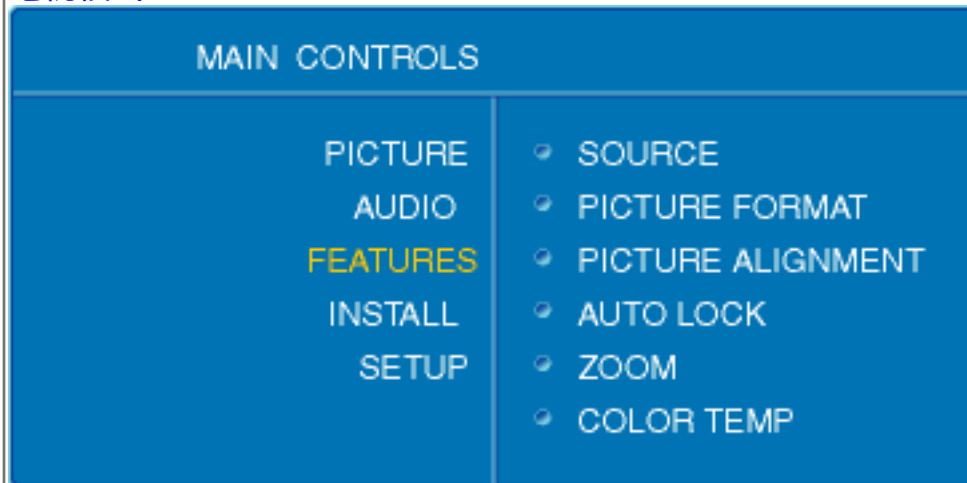 MAIN CONTROLS
PICTURE
AUDIO
FEATURES
INSTALL
SETUP
SOURCE
PICTURE FORMAT
PICTURE ALIGNMENT
AUTO LOCK
ZOOM
COLOR TEMP